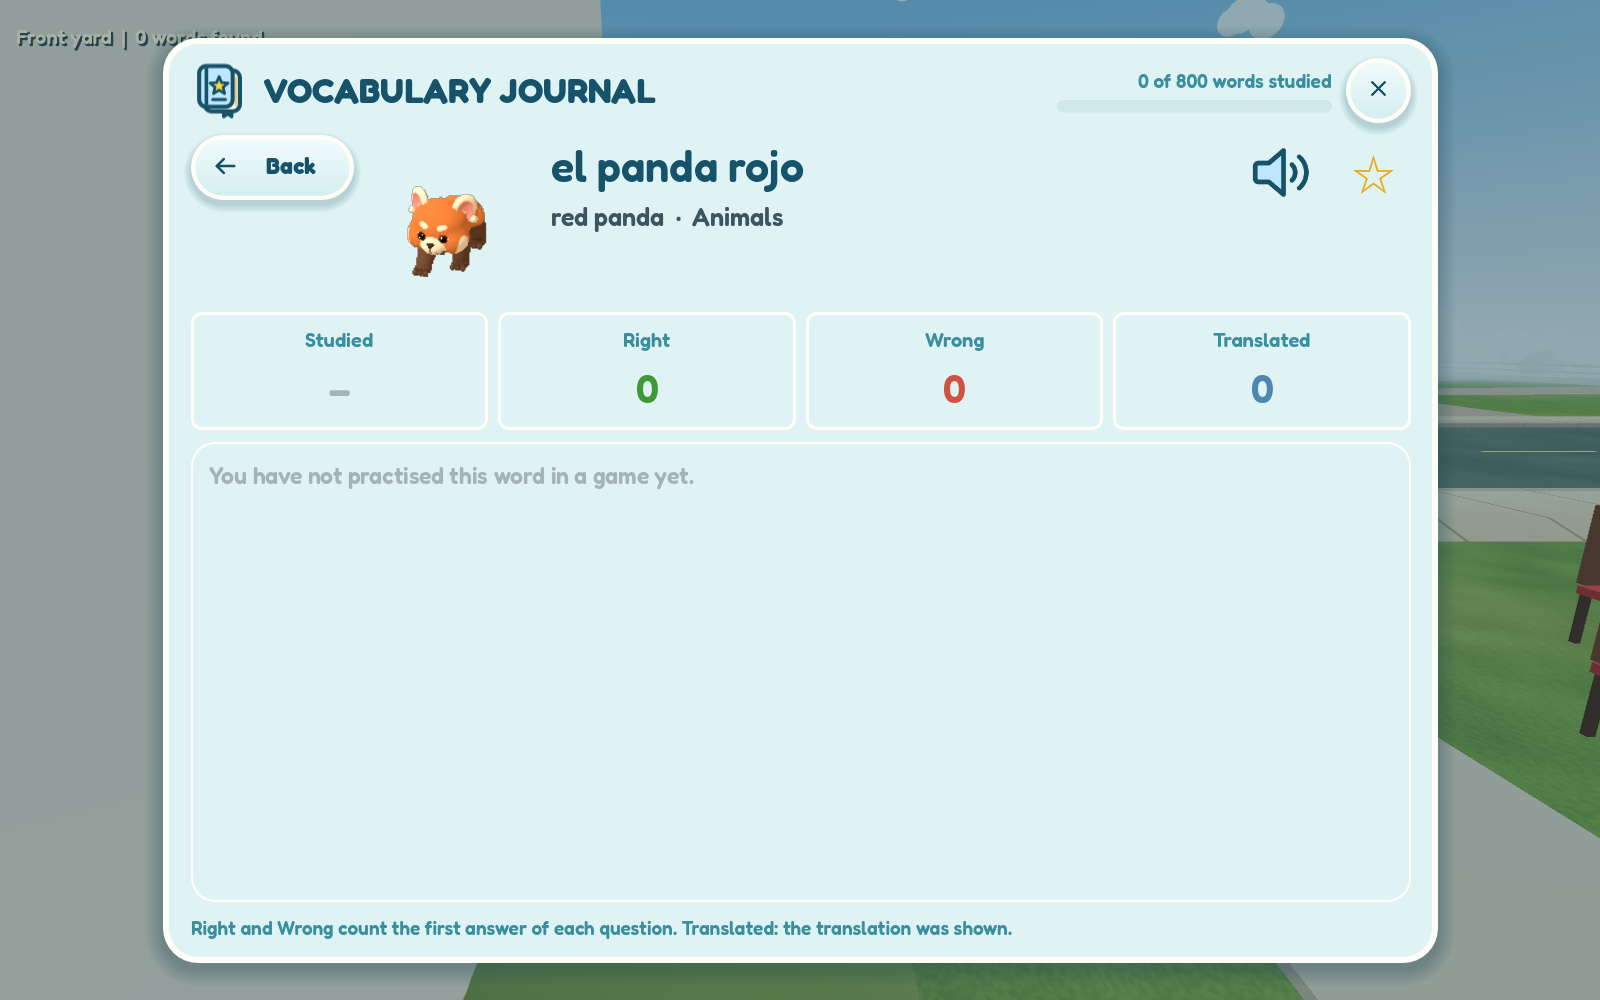 Front yard | 0 words found
VOCABULARY JOURNAL
0 of 800 words studied
Back
el panda rojo
red panda · Animals
Studied
Right
Wrong
Translated
–
0
0
0
You have not practised this word in a game yet.
Right and Wrong count the first answer of each question. Translated: the translation was shown.